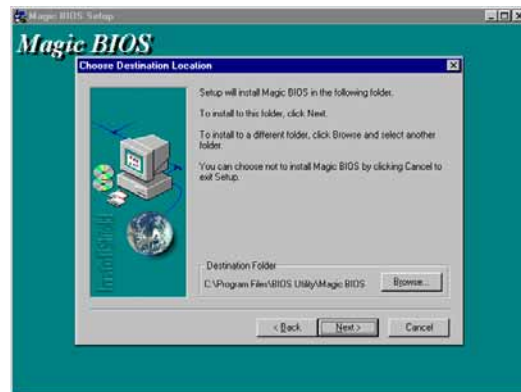 Magic BIOS Setup
Magic BIOS
Choose Destination Location
Setup will install Magic BIOS in the following folder.
To install to this folder, click Next.
To install to a different folder, click Browse and select another
folder.
You can choose not to install Magic BIOS by clicking Cancel to
exit Setup.
InstallShield
Destination Folder
C:\Program Files\BIOS Utility\Magic BIOS
Browse...
< Back
Next >
Cancel